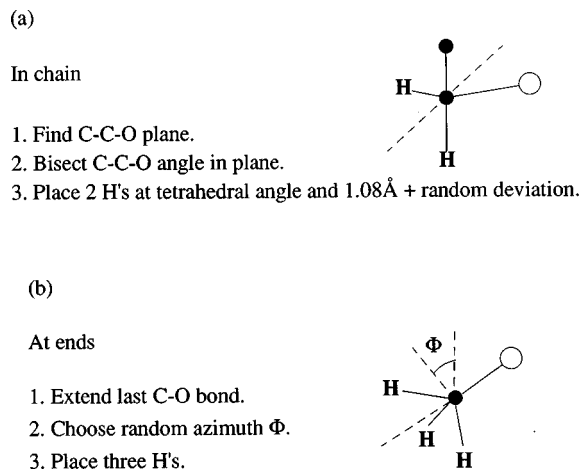 (a)
In chain
H
H
1. Find C-C-O plane.
2. Bisect C-C-O angle in plane.
3. Place 2 H's at tetrahedral angle and 1.08Å + random deviation.
(b)
At ends
Φ
H
H
H
1. Extend last C-O bond.
2. Choose random azimuth Φ.
3. Place three H's.